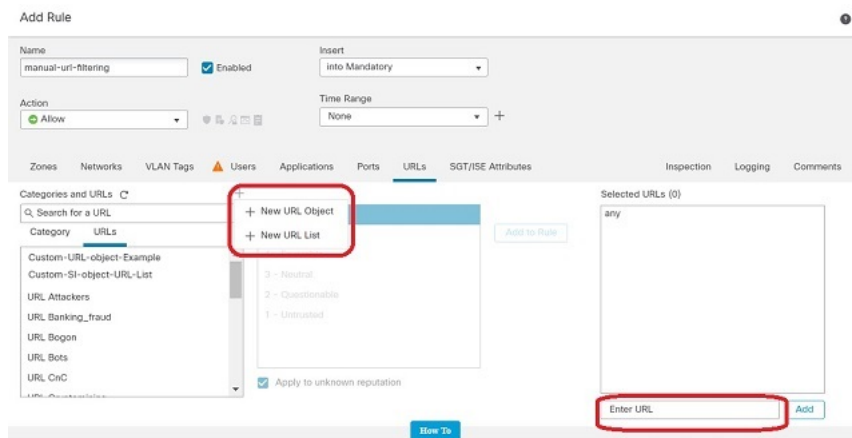 Add Rule
Name
manual-url-filtering
Enabled
Insert
into Mandatory
Action
Allow
Time Range
None
Zones Networks VLAN Tags Users Applications Ports URLs SGT/ISE Attributes Inspection Logging Comments
Categories and URLs
Search for a URL
Category URLs
Custom-URL-object-Example
Custom-SI-object-URL-List
URL Attackers
URL Banking_fraud
URL Bogon
URL Bots
URL CnC
+ New URL Object
+ New URL List
3 - Neutral
2 - Questionable
1 - Untrusted
Apply to unknown reputation
Add to Rule
Selected URLs (0)
any
Enter URL
Add
How To